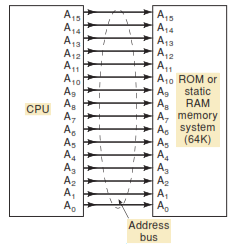 A15 A15
A14 A14
A13 A13
A12 A12
A11 A11
A10 A10
A9 A9
A8 A8
A7 A7
A6 A6
A5 A5
A4 A4
A3 A3
A2 A2
A1 A1
A0 A0
CPU
ROM or
static
RAM
memory
system
(64K)
Address
bus